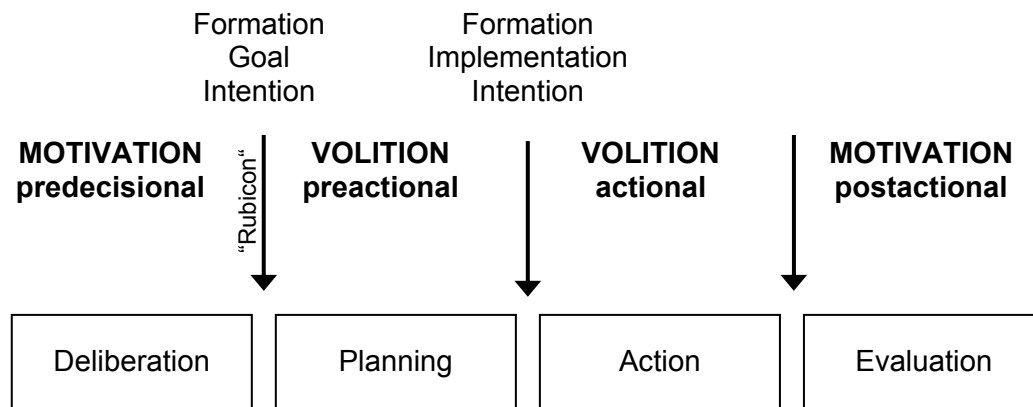 Formation
Goal
Intention
Formation
Implementation
Intention
MOTIVATION
predecisional
“Rubicon“
VOLITION
preactional
VOLITION
actional
MOTIVATION
postactional
Deliberation
Planning
Action
Evaluation